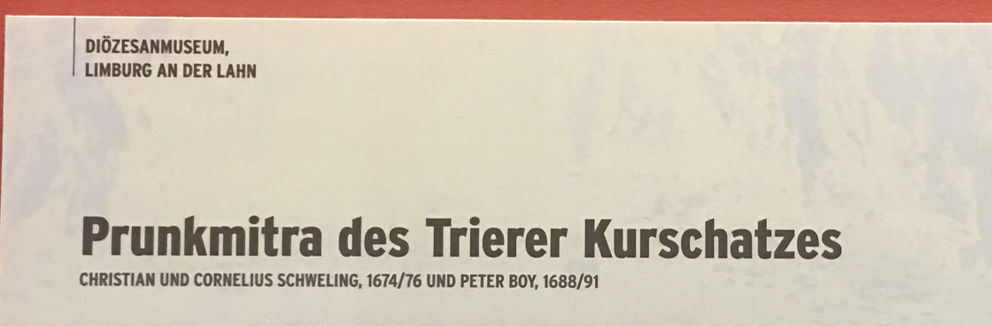 DIÖZESANMUSEUM,
LIMBURG AN DER LAHN
Prunkmitra des Trierer Kurschatzes
CHRISTIAN UND CORNELIUS SCHWELING, 1674/76 UND PETER BOY, 1688/91